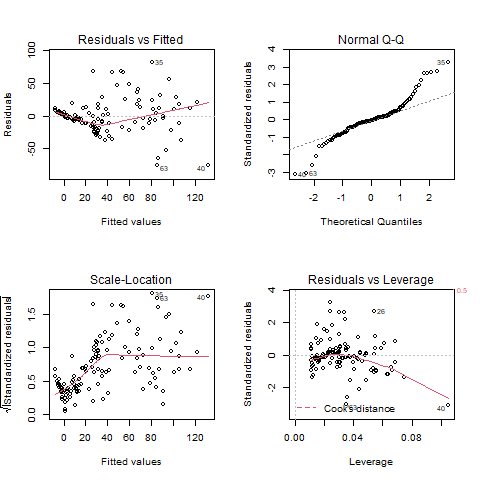 Residuals vs Fitted
Residuals
-50 0 50 100
35
63
40
0 20 40 60 80 100 120
Fitted values
Normal Q-Q
Standardized residuals
-3 -2 -1 0 1 2 3 4
35
40
63
-2 -1 0 1 2
Theoretical Quantiles
Scale-Location
√|Standardized residuals|
0.0 0.5 1.0 1.5
35
63
40
0 20 40 60 80 100 120
Fitted values
Residuals vs Leverage
Standardized residuals
-2 0 2 4
0.5
26
40
Cook's distance
0.00 0.04 0.08
Leverage